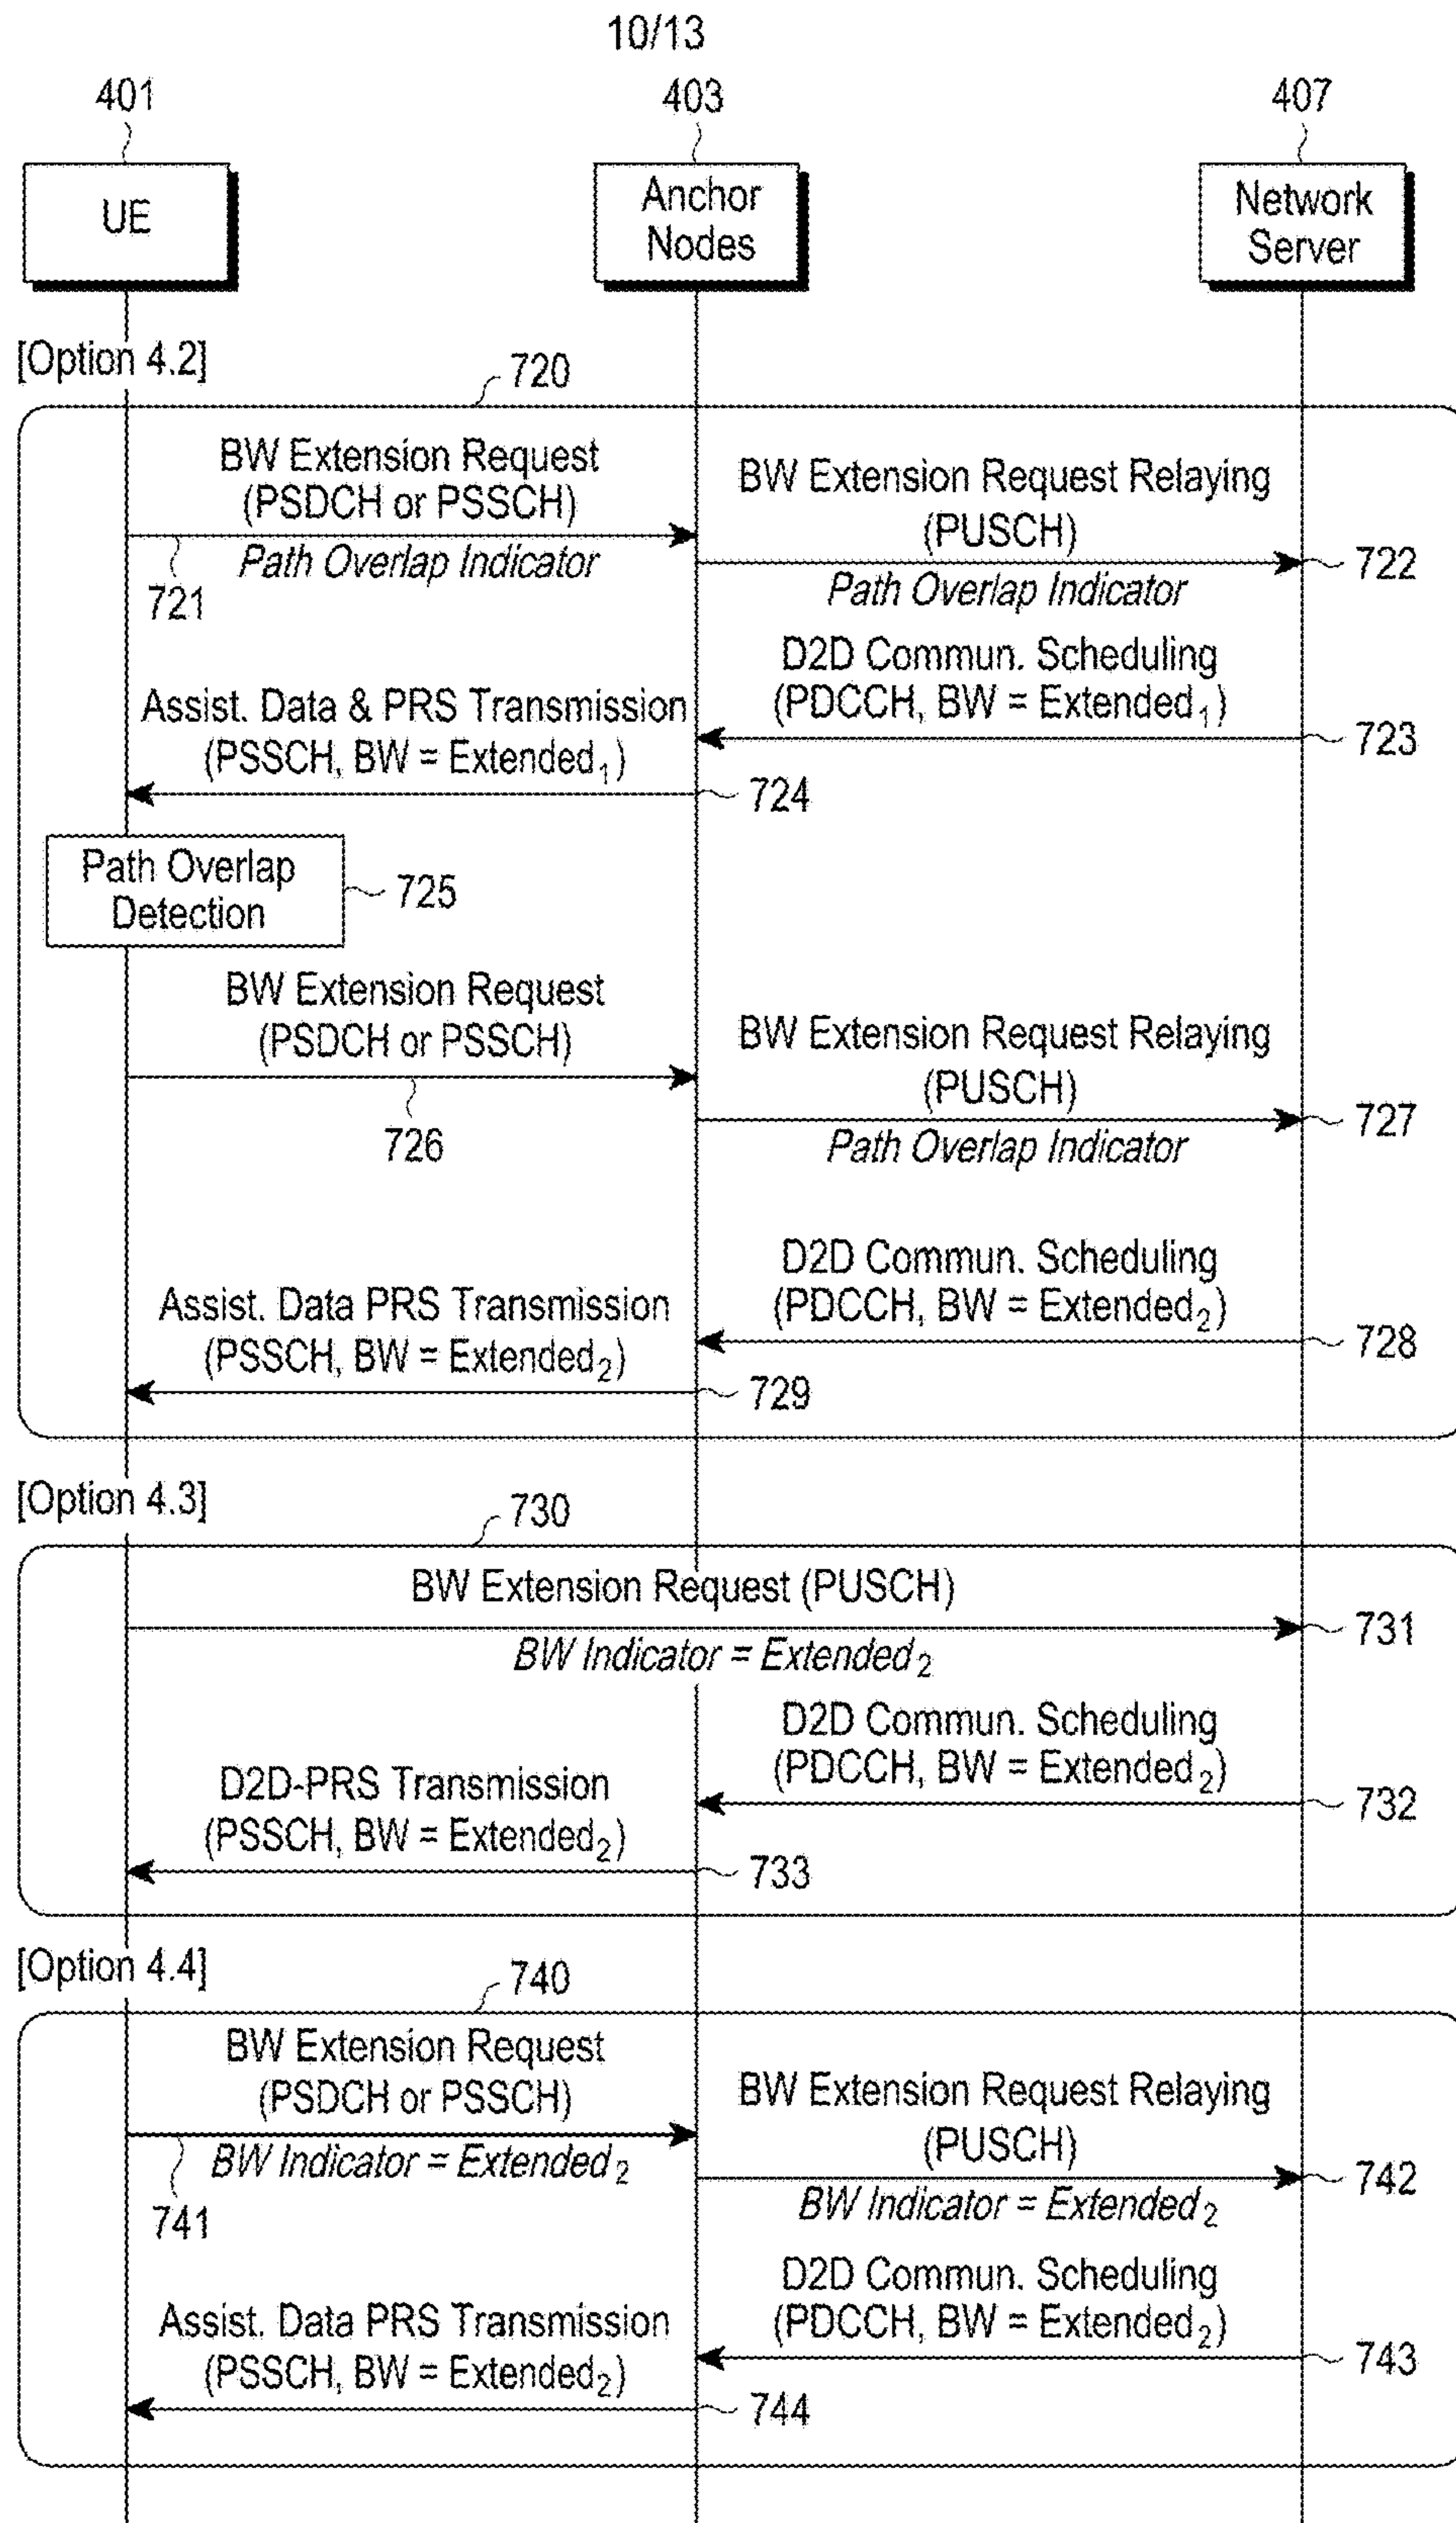 10/13
401
403
407
UE
Anchor
Nodes
Network
Server
[Option 4.2]
720
BW Extension Request
(PSDCH or PSSCH)
Path Overlap Indicator
721
BW Extension Request Relaying
(PUSCH)
Path Overlap Indicator
722
D2D Commun. Scheduling
(PDCCH, BW = Extended₁)
723
Assist. Data & PRS Transmission
(PSSCH, BW = Extended₁)
724
Path Overlap
Detection
725
BW Extension Request
(PSDCH or PSSCH)
726
BW Extension Request Relaying
(PUSCH)
Path Overlap Indicator
727
D2D Commun. Scheduling
(PDCCH, BW = Extended₂)
728
Assist. Data PRS Transmission
(PSSCH, BW = Extended₂)
729
[Option 4.3]
730
BW Extension Request (PUSCH)
BW Indicator = Extended₂
731
D2D Commun. Scheduling
(PDCCH, BW = Extended₂)
732
D2D-PRS Transmission
(PSSCH, BW = Extended₂)
733
[Option 4.4]
740
BW Extension Request
(PSDCH or PSSCH)
BW Indicator = Extended₂
741
BW Extension Request Relaying
(PUSCH)
BW Indicator = Extended₂
742
D2D Commun. Scheduling
(PDCCH, BW = Extended₂)
743
Assist. Data PRS Transmission
(PSSCH, BW = Extended₂)
744